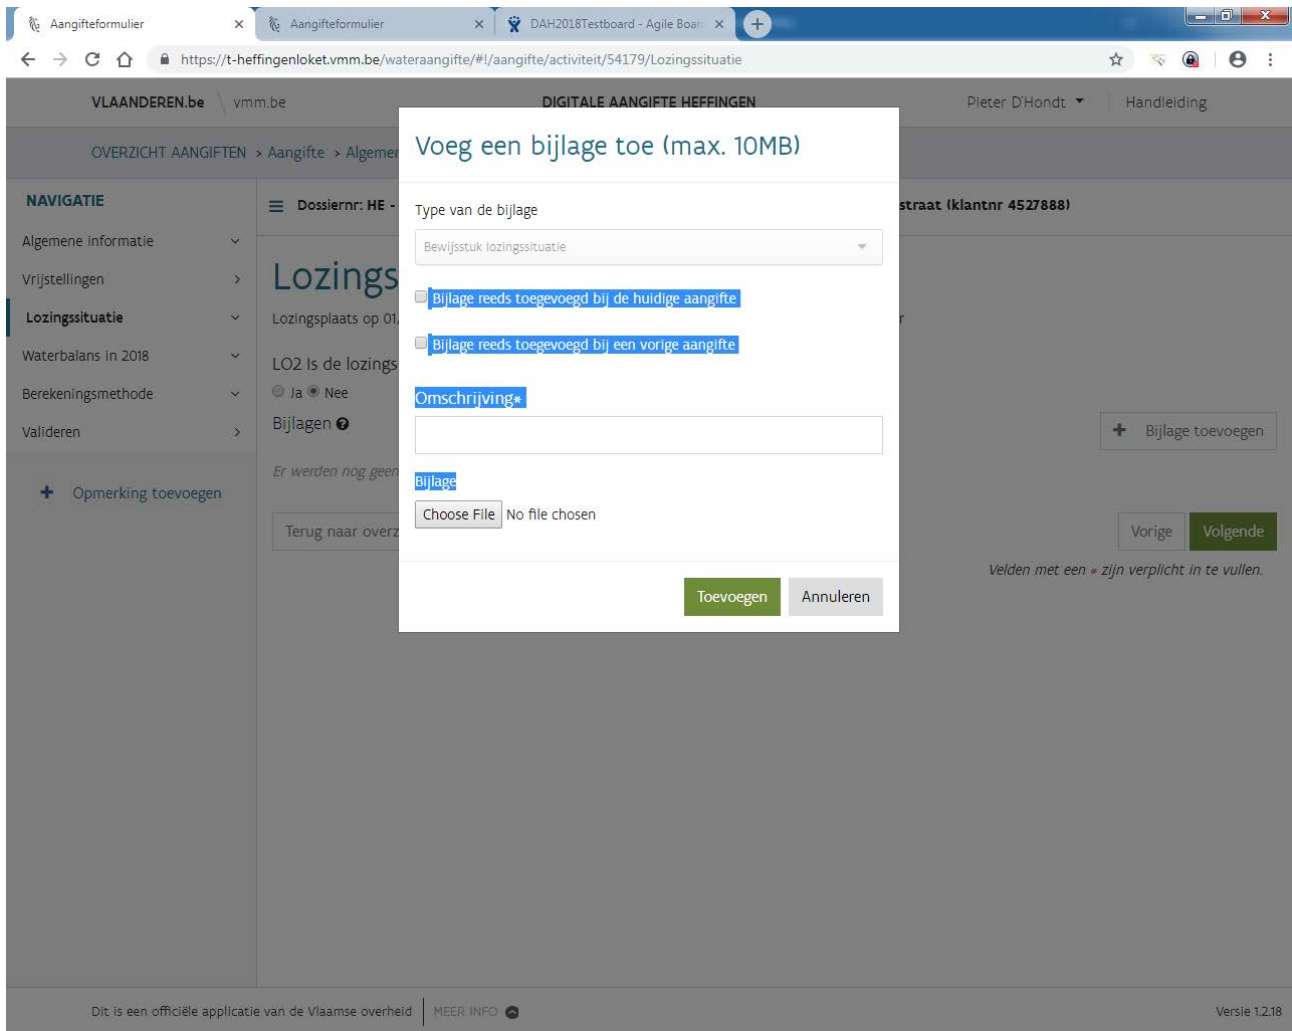 Aangifteformulier
Aangifteformulier
DAH2018Testboard - Agile Boar
https://t-heffingenloket.vmm.be/wateraangifte/#!/aangifte/activiteit/54179/Lozingssituatie
VLAANDEREN.be vmm.be DIGITALE AANGIFTE HEFFINGEN Pieter D'Hondt Handleiding
OVERZICHT AANGIFTEN > Aangifte > Algemer
NAVIGATIE
Algemene informatie
Vrijstellingen
Lozingssituatie
Waterbalans in 2018
Berekeningsmethode
Valideren
+ Opmerking toevoegen
Dossiernr: HE - straat (klantnr 4527888)
Lozings
Lozingsplaats op 01, r
LO2 Is de lozings
Ja Nee
Bijlagen
+ Bijlage toevoegen
Er werden nog geen
Terug naar overz
Vorige Volgende
Velden met een * zijn verplicht in te vullen.
Voeg een bijlage toe (max. 10MB)
Type van de bijlage
Bewijsstuk lozingssituatie
Bijlage reeds toegevoegd bij de huidige aangifte
Bijlage reeds toegevoegd bij een vorige aangifte
Omschrijving*
Bijlage
Choose File No file chosen
Toevoegen Annuleren
Dit is een officiële applicatie van de Vlaamse overheid MEER INFO Versie 1.2.18